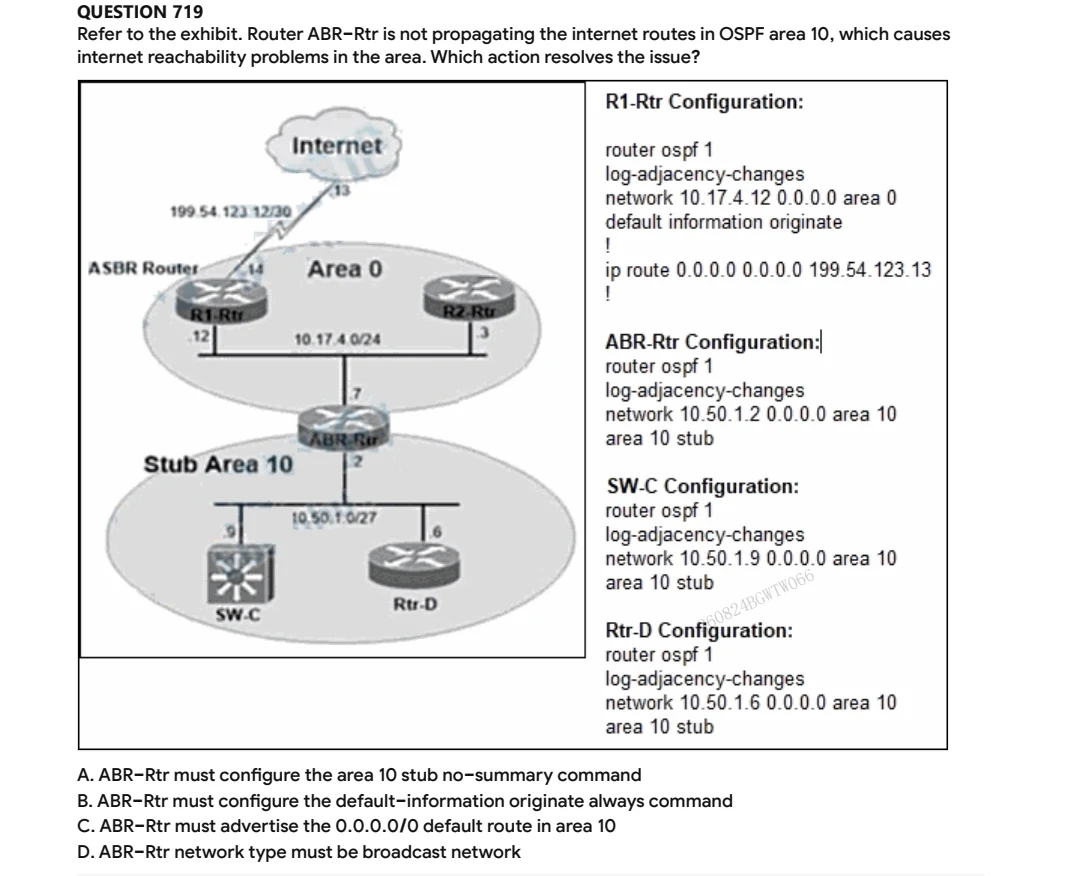 QUESTION 719
Refer to the exhibit. Router ABR-Rtr is not propagating the internet routes in OSPF area 10, which causes
internet reachability problems in the area. Which action resolves the issue?
Internet
.13
199.54.123.12/30
ASBR Router
.14
Area 0
R1-Rtr
R2-Rtr
.12
10.17.4.0/24
.3
.7
ABR-Rtr
Stub Area 10
.2
10.50.1.0/27
.9
.6
SW-C
Rtr-D
R1-Rtr Configuration:
router ospf 1
log-adjacency-changes
network 10.17.4.12 0.0.0.0 area 0
default information originate
!
ip route 0.0.0.0 0.0.0.0 199.54.123.13
!
ABR-Rtr Configuration:
router ospf 1
log-adjacency-changes
network 10.50.1.2 0.0.0.0 area 10
area 10 stub
SW-C Configuration:
router ospf 1
log-adjacency-changes
network 10.50.1.9 0.0.0.0 area 10
area 10 stub
Rtr-D Configuration:
router ospf 1
log-adjacency-changes
network 10.50.1.6 0.0.0.0 area 10
area 10 stub
A. ABR-Rtr must configure the area 10 stub no-summary command
B. ABR-Rtr must configure the default-information originate always command
C. ABR-Rtr must advertise the 0.0.0.0/0 default route in area 10
D. ABR-Rtr network type must be broadcast network